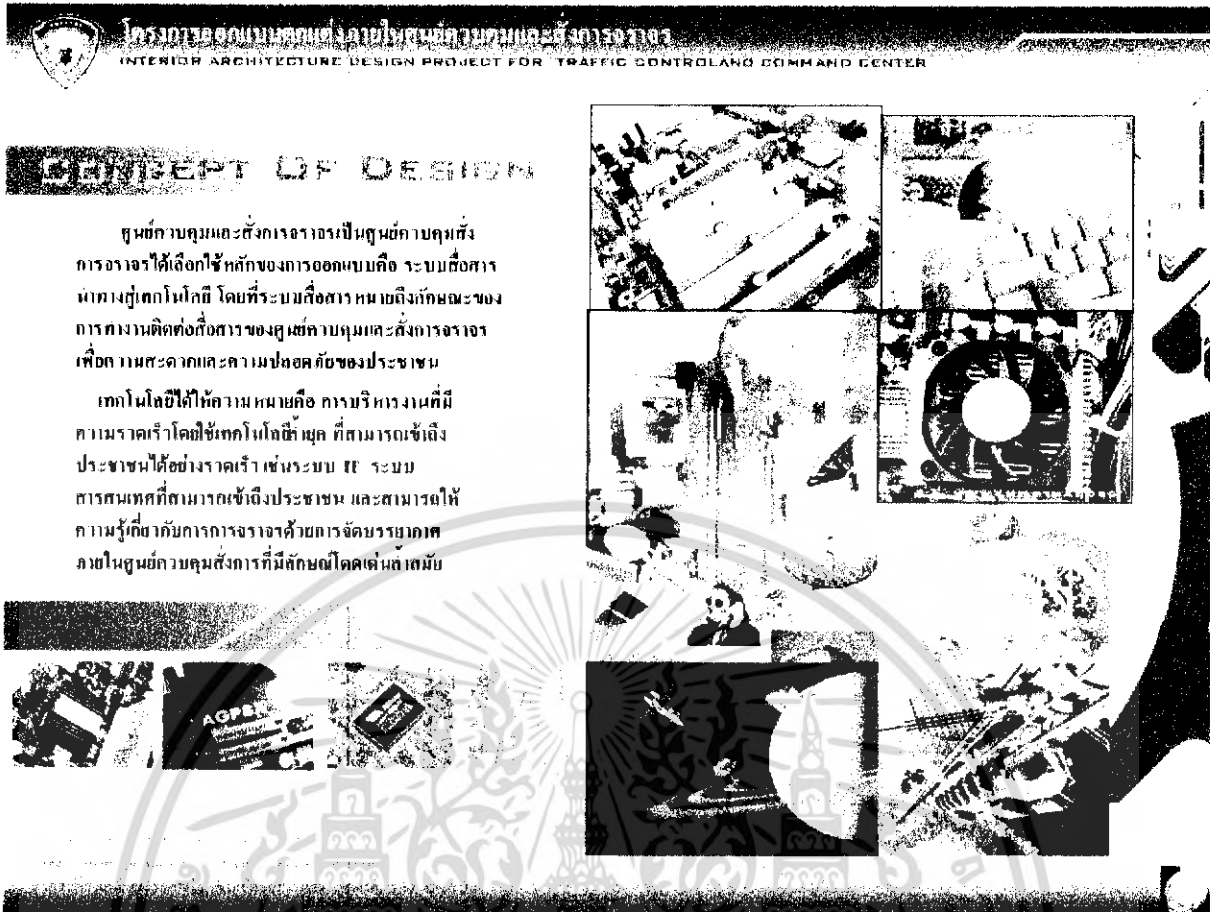 โครงการออกแบบตกแต่งภายในศูนย์ควบคุมและสั่งการจราจร
INTERIOR ARCHITECTURE DESIGN PROJECT FOR TRAFFIC CONTROLAND COMMAND CENTER
CONCEPT OF DESIGN
ศูนย์ควบคุมและสั่งการจราจรเป็นศูนย์ควบคุมสั่ง
การจราจรได้เลือกใช้หลักของการออกแบบคือ ระบบสื่อสาร
นำทางสู่เทคโนโลยี โดยที่ระบบสื่อสารหมายถึงลักษณะของ
การทำงานติดต่อสื่อสารของศูนย์ควบคุมและสั่งการจราจร
เพื่อความสะดวกและความปลอดภัยของประชาชน
เทคโนโลยีได้ให้ความหมายคือ การบริหารงานที่มี
ความรวดเร็วโดยใช้เทคโนโลยีล้ำยุค ที่สามารถเข้าถึง
ประชาชนได้อย่างรวดเร็ว เช่นระบบ ระบบ
สารสนเทศที่สามารถเข้าถึงประชาชน และสามารถให้
ความรู้เกี่ยวกับการการจราจรด้วยการจัดบรรยากาศ
ภายในศูนย์ควบคุมสั่งการที่มีลักษณ์โดดเด่นล้ำสมัย